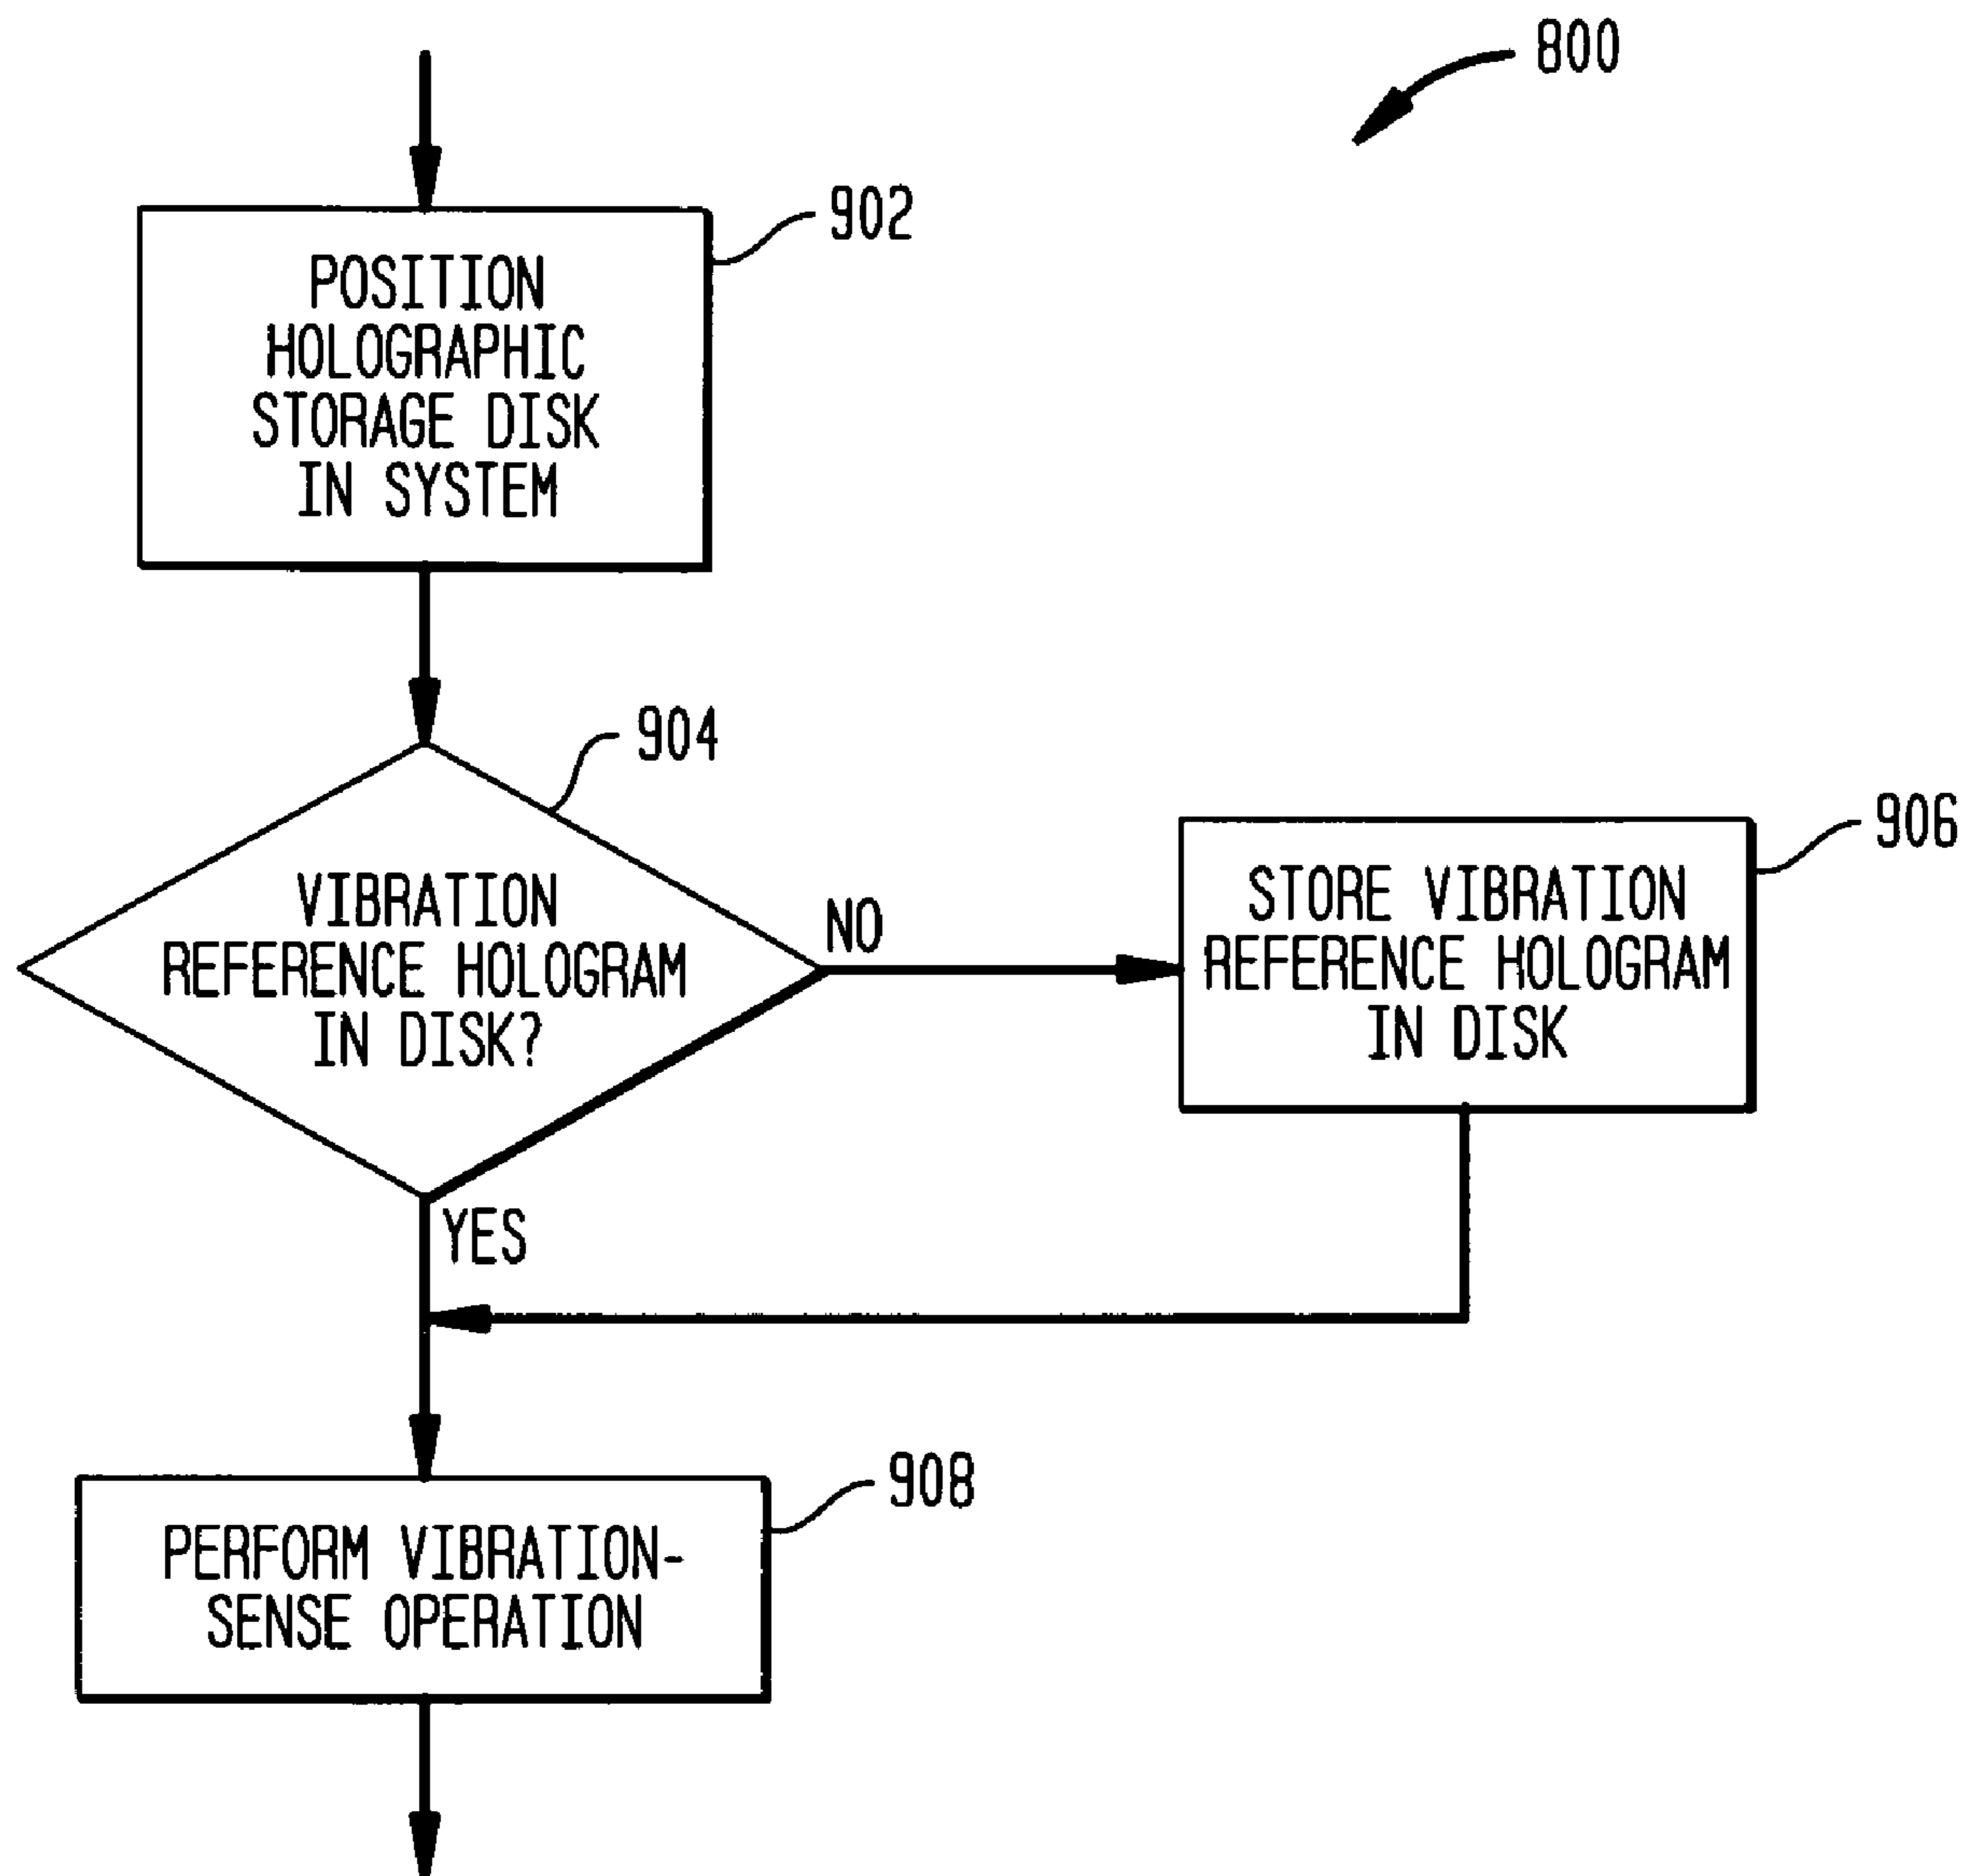 800
902
POSITION
HOLOGRAPHIC
STORAGE DISK
IN SYSTEM
904
VIBRATION
REFERENCE HOLOGRAM
IN DISK?
NO
906
STORE VIBRATION
REFERENCE HOLOGRAM
IN DISK
YES
908
PERFORM VIBRATION-
SENSE OPERATION